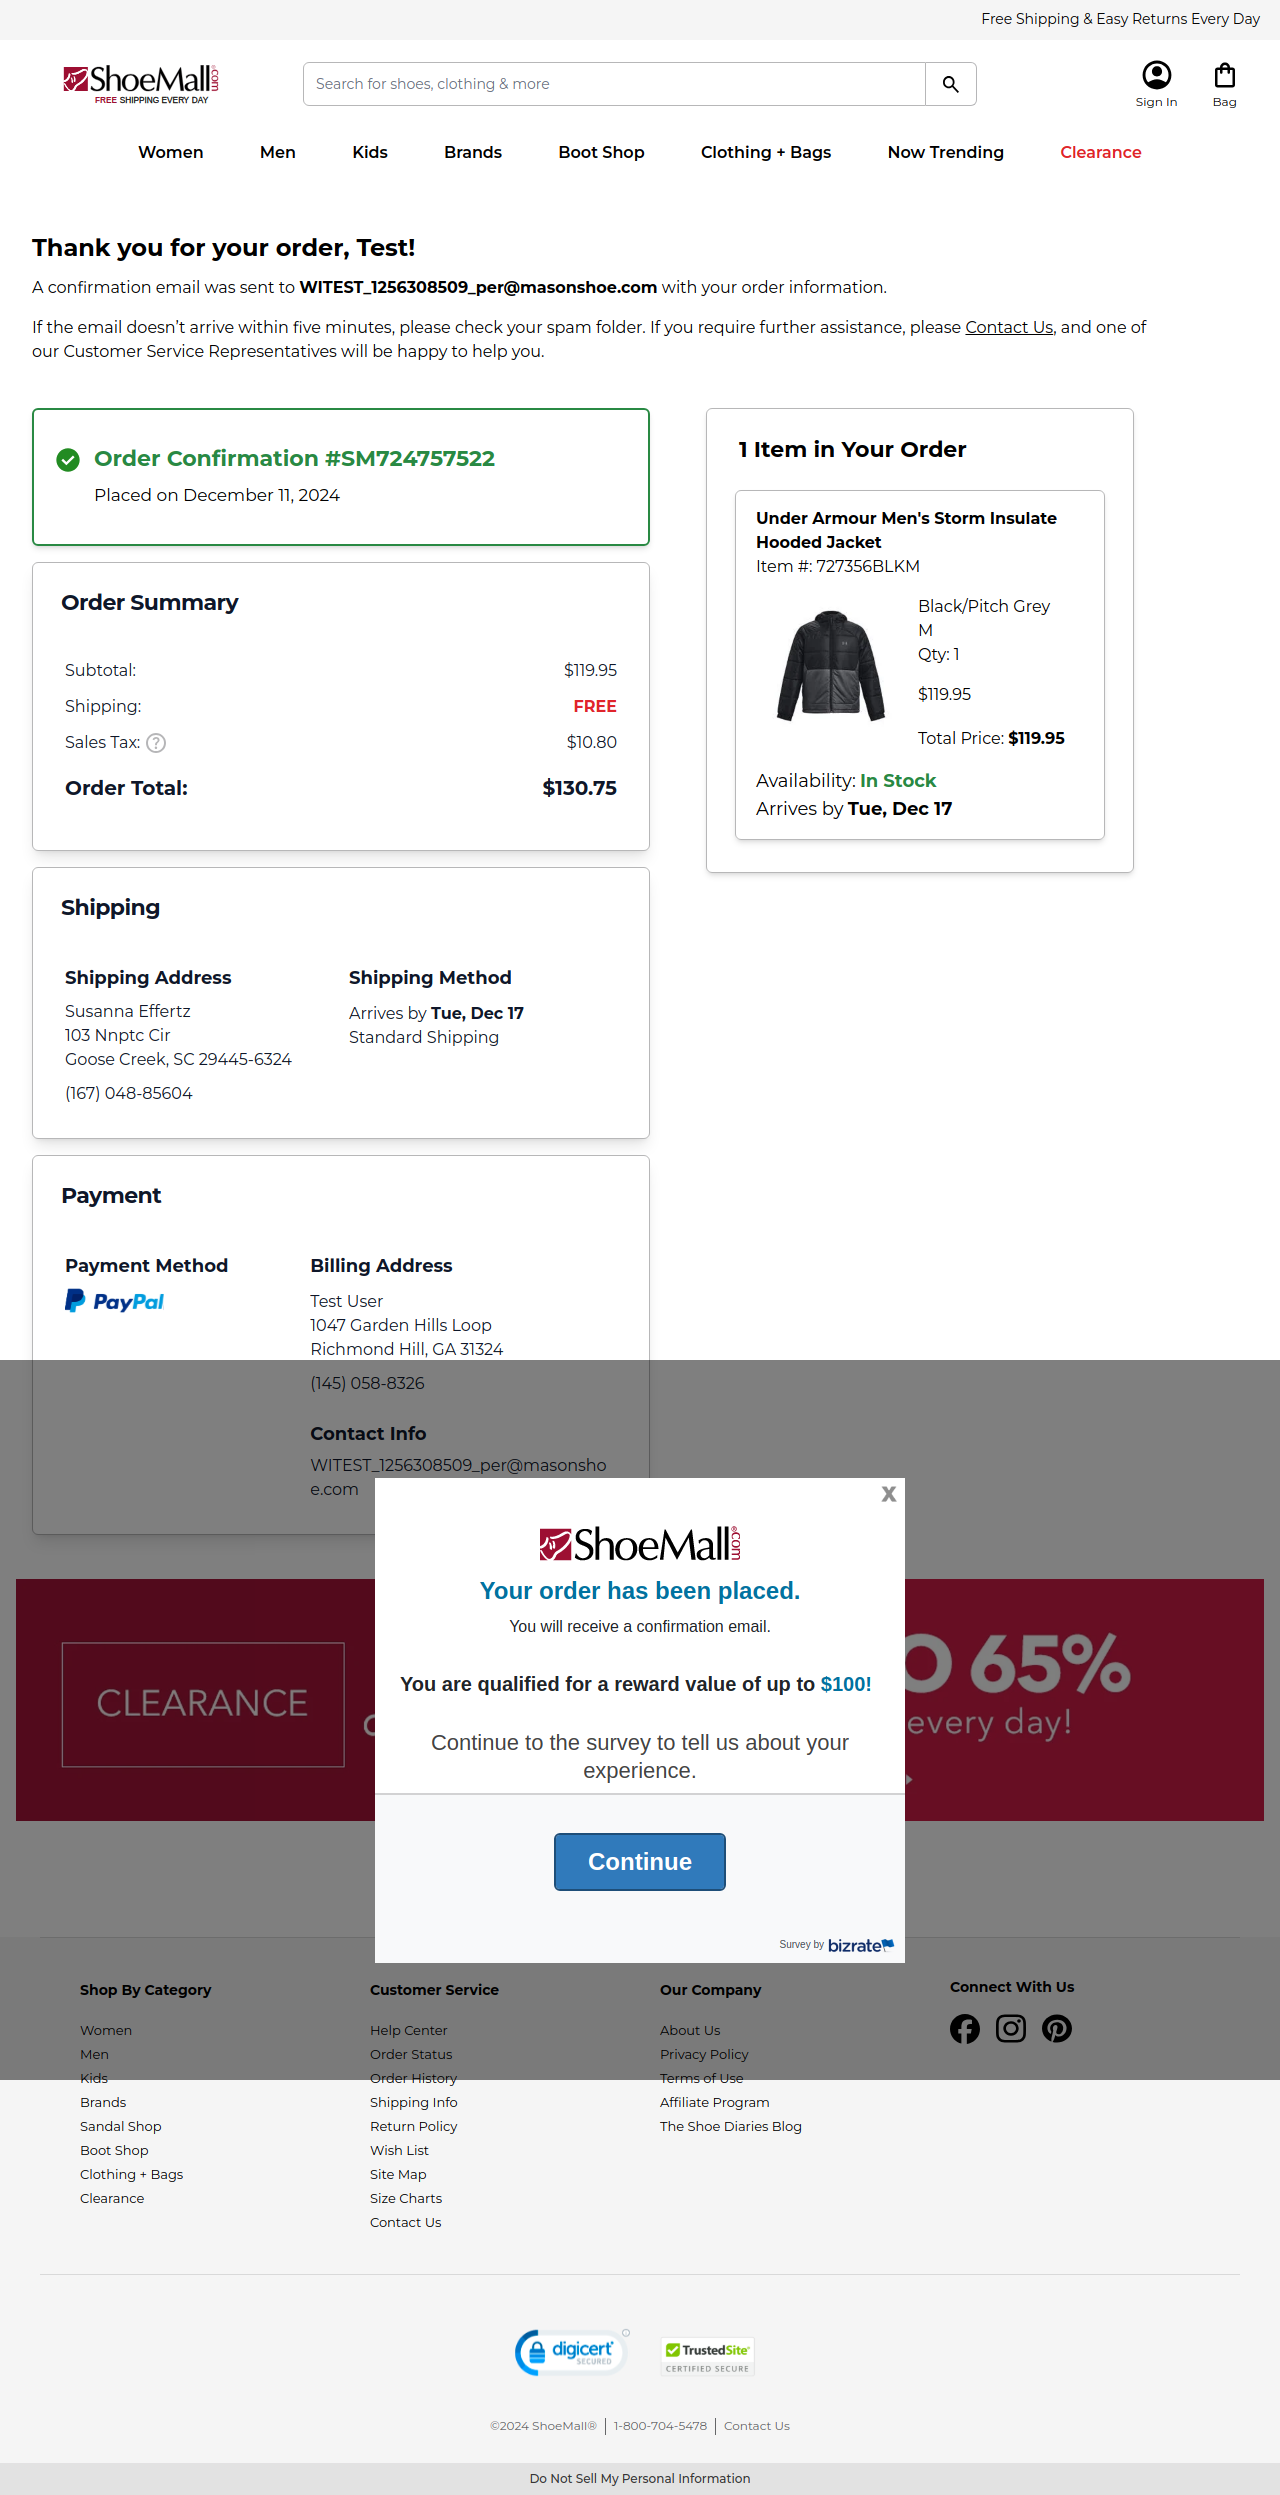 Free Shipping & Easy Returns Every Day
ShoeMall.com
FREE SHIPPING EVERY DAY
Search for shoes, clothing & more
Sign In
Bag
Women Men Kids Brands Boot Shop Clothing + Bags Now Trending Clearance
Thank you for your order, Test!
A confirmation email was sent to WITEST_1256308509_per@masonshoe.com with your order information.
If the email doesn’t arrive within five minutes, please check your spam folder. If you require further assistance, please Contact Us, and one of
our Customer Service Representatives will be happy to help you.
Order Confirmation #SM724757522
Placed on December 11, 2024
Order Summary
Subtotal: $119.95
Shipping: FREE
Sales Tax: ? $10.80
Order Total: $130.75
Shipping
Shipping Address
Susanna Effertz
103 Nnptc Cir
Goose Creek, SC 29445-6324
(167) 048-85604
Shipping Method
Arrives by Tue, Dec 17
Standard Shipping
Payment
Payment Method
PayPal
Billing Address
Test User
1047 Garden Hills Loop
Richmond Hill, GA 31324
(145) 058-8326
Contact Info
WITEST_1256308509_per@masonsho
e.com
1 Item in Your Order
Under Armour Men's Storm Insulate
Hooded Jacket
Item #: 727356BLKM
Black/Pitch Grey
M
Qty: 1
$119.95
Total Price: $119.95
Availability: In Stock
Arrives by Tue, Dec 17
X
ShoeMall®.com
Your order has been placed.
You will receive a confirmation email.
You are qualified for a reward value of up to $100!
Continue to the survey to tell us about your
experience.
Continue
Survey by bizrate
CLEARANCE
65%
every day!
Shop By Category
Women
Men
Kids
Brands
Sandal Shop
Boot Shop
Clothing + Bags
Clearance
Customer Service
Help Center
Order Status
Order History
Shipping Info
Return Policy
Wish List
Site Map
Size Charts
Contact Us
Our Company
About Us
Privacy Policy
Terms of Use
Affiliate Program
The Shoe Diaries Blog
Connect With Us
digicert
SECURED
TrustedSite
CERTIFIED SECURE
©2024 ShoeMall® | 1-800-704-5478 | Contact Us
Do Not Sell My Personal Information